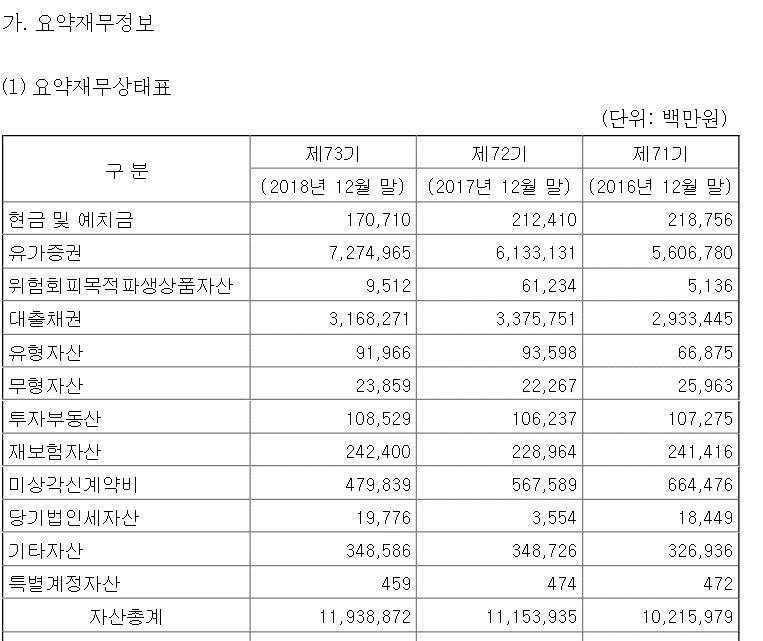 가. 요약재무정보
(1) 요약재무상태표
(단위: 백만원)
구 분 제73기 제72기 제71기
(2018년 12월 말) (2017년 12월 말) (2016년 12월 말)
현금 및 예치금 170,710 212,410 218,756
유가증권 7,274,965 6,133,131 5,606,780
위험회피목적파생상품자산 9,512 61,234 5,136
대출채권 3,168,271 3,375,751 2,933,445
유형자산 91,966 93,598 66,875
무형자산 23,859 22,267 25,963
투자부동산 108,529 106,237 107,275
재보험자산 242,400 228,964 241,416
미상각신계약비 479,839 567,589 664,476
당기법인세자산 19,776 3,554 18,449
기타자산 348,586 348,726 326,936
특별계정자산 459 474 472
자산총계 11,938,872 11,153,935 10,215,979